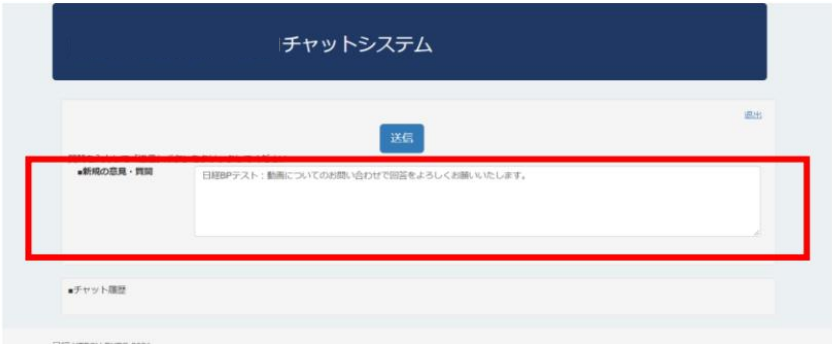 チャットシステム
退出
送信
■新規の意見・質問
日経BPテスト：動画についてのお問い合わせで回答をよろしくお願いいたします。
■チャット履歴